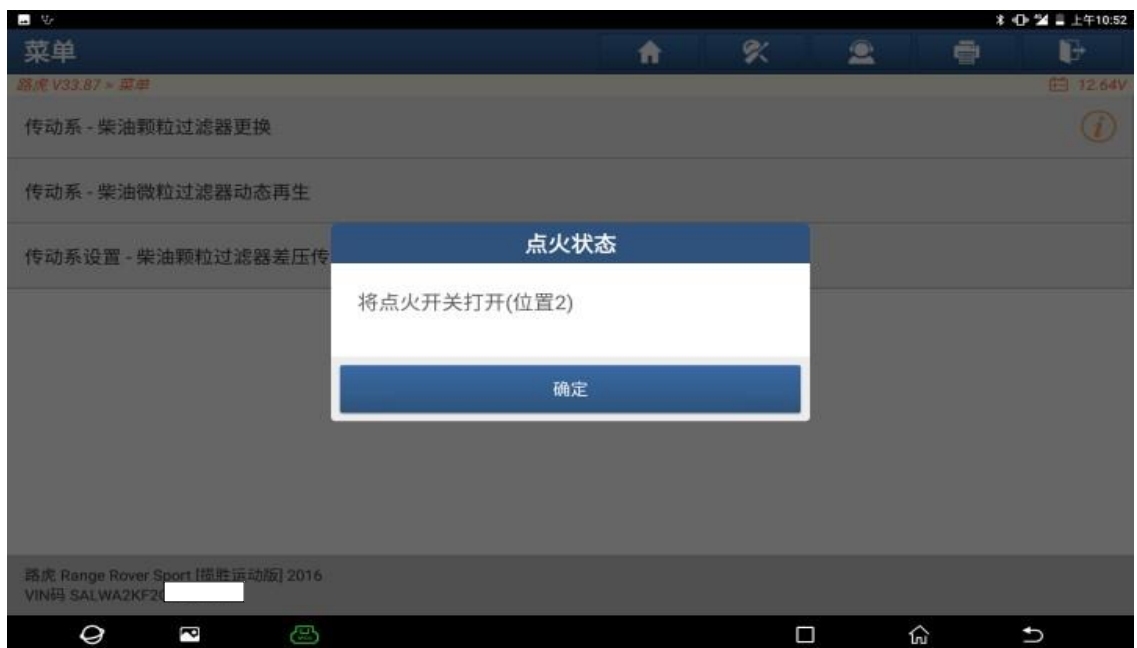 上午10:52
菜单
路虎 V33.87 > 菜单
12.64V
传动系 - 柴油颗粒过滤器更换
传动系 - 柴油微粒过滤器动态再生
传动系设置 - 柴油颗粒过滤器差压传
点火状态
将点火开关打开(位置2)
确定
路虎 Range Rover Sport [揽胜运动版] 2016
VIN码 SALWA2KF2